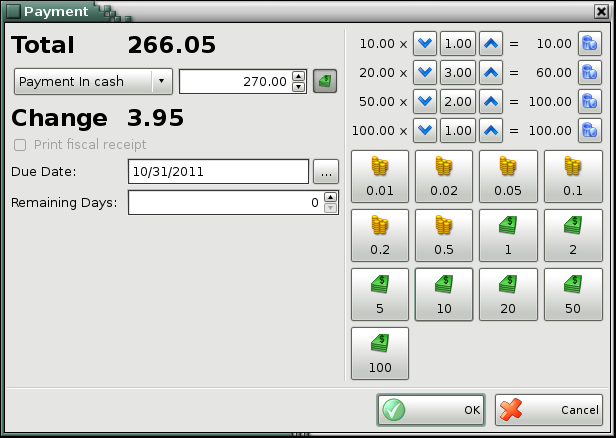 Payment
Total 266.05
Payment In cash 270.00
Change 3.95
Print fiscal receipt
Due Date: 10/31/2011 ...
Remaining Days: 0
10.00 x 1.00 = 10.00
20.00 x 3.00 = 60.00
50.00 x 2.00 = 100.00
100.00 x 1.00 = 100.00
0.01 0.02 0.05 0.1
0.2 0.5 1 2
5 10 20 50
100
OK Cancel